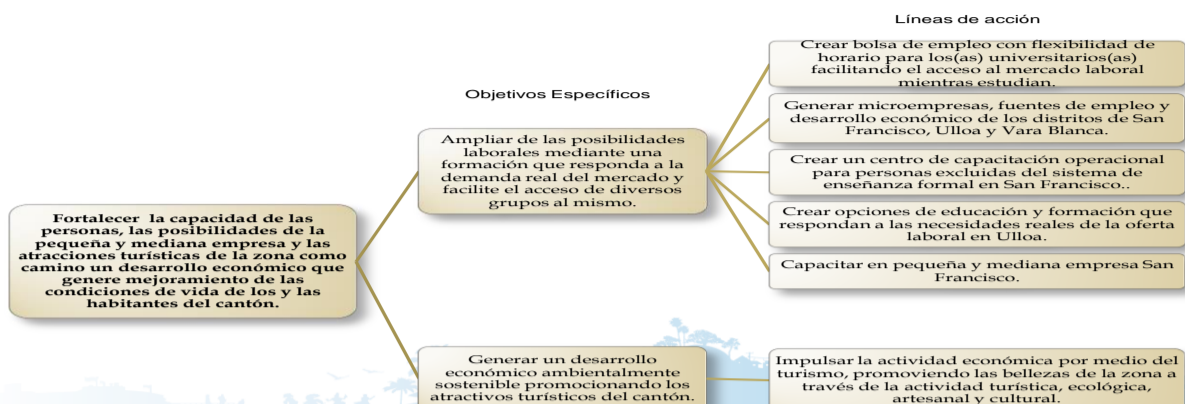 Líneas de acción
Objetivos Específicos
Fortalecer la capacidad de las
personas, las posibilidades de la
pequeña y mediana empresa y las
atracciones turísticas de la zona como
camino un desarrollo económico que
genere mejoramiento de las
condiciones de vida de los y las
habitantes del cantón.
Ampliar de las posibilidades
laborales mediante una
formación que responda a la
demanda real del mercado y
facilite el acceso de diversos
grupos al mismo.
Crear bolsa de empleo con flexibilidad de
horario para los(as) universitarios(as)
facilitando el acceso al mercado laboral
mientras estudian.
Generar microempresas, fuentes de empleo y
desarrollo económico de los distritos de San
Francisco, Ulloa y Vara Blanca.
Crear un centro de capacitación operacional
para personas excluidas del sistema de
enseñanza formal en San Francisco..
Crear opciones de educación y formación que
respondan a las necesidades reales de la oferta
laboral en Ulloa.
Capacitar en pequeña y mediana empresa San
Francisco.
Generar un desarrollo
económico ambientalmente
sostenible promocionando los
atractivos turísticos del cantón.
Impulsar la actividad económica por medio del
turismo, promoviendo las bellezas de la zona a
través de la actividad turística, ecológica,
artesanal y cultural.